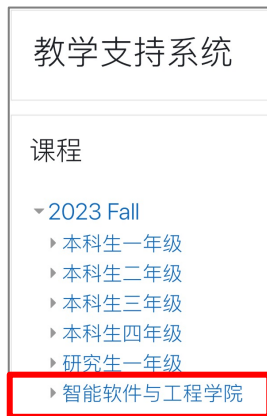 教学支持系统
课程
2023 Fall
本科生一年级
本科生二年级
本科生三年级
本科生四年级
研究生一年级
智能软件与工程学院